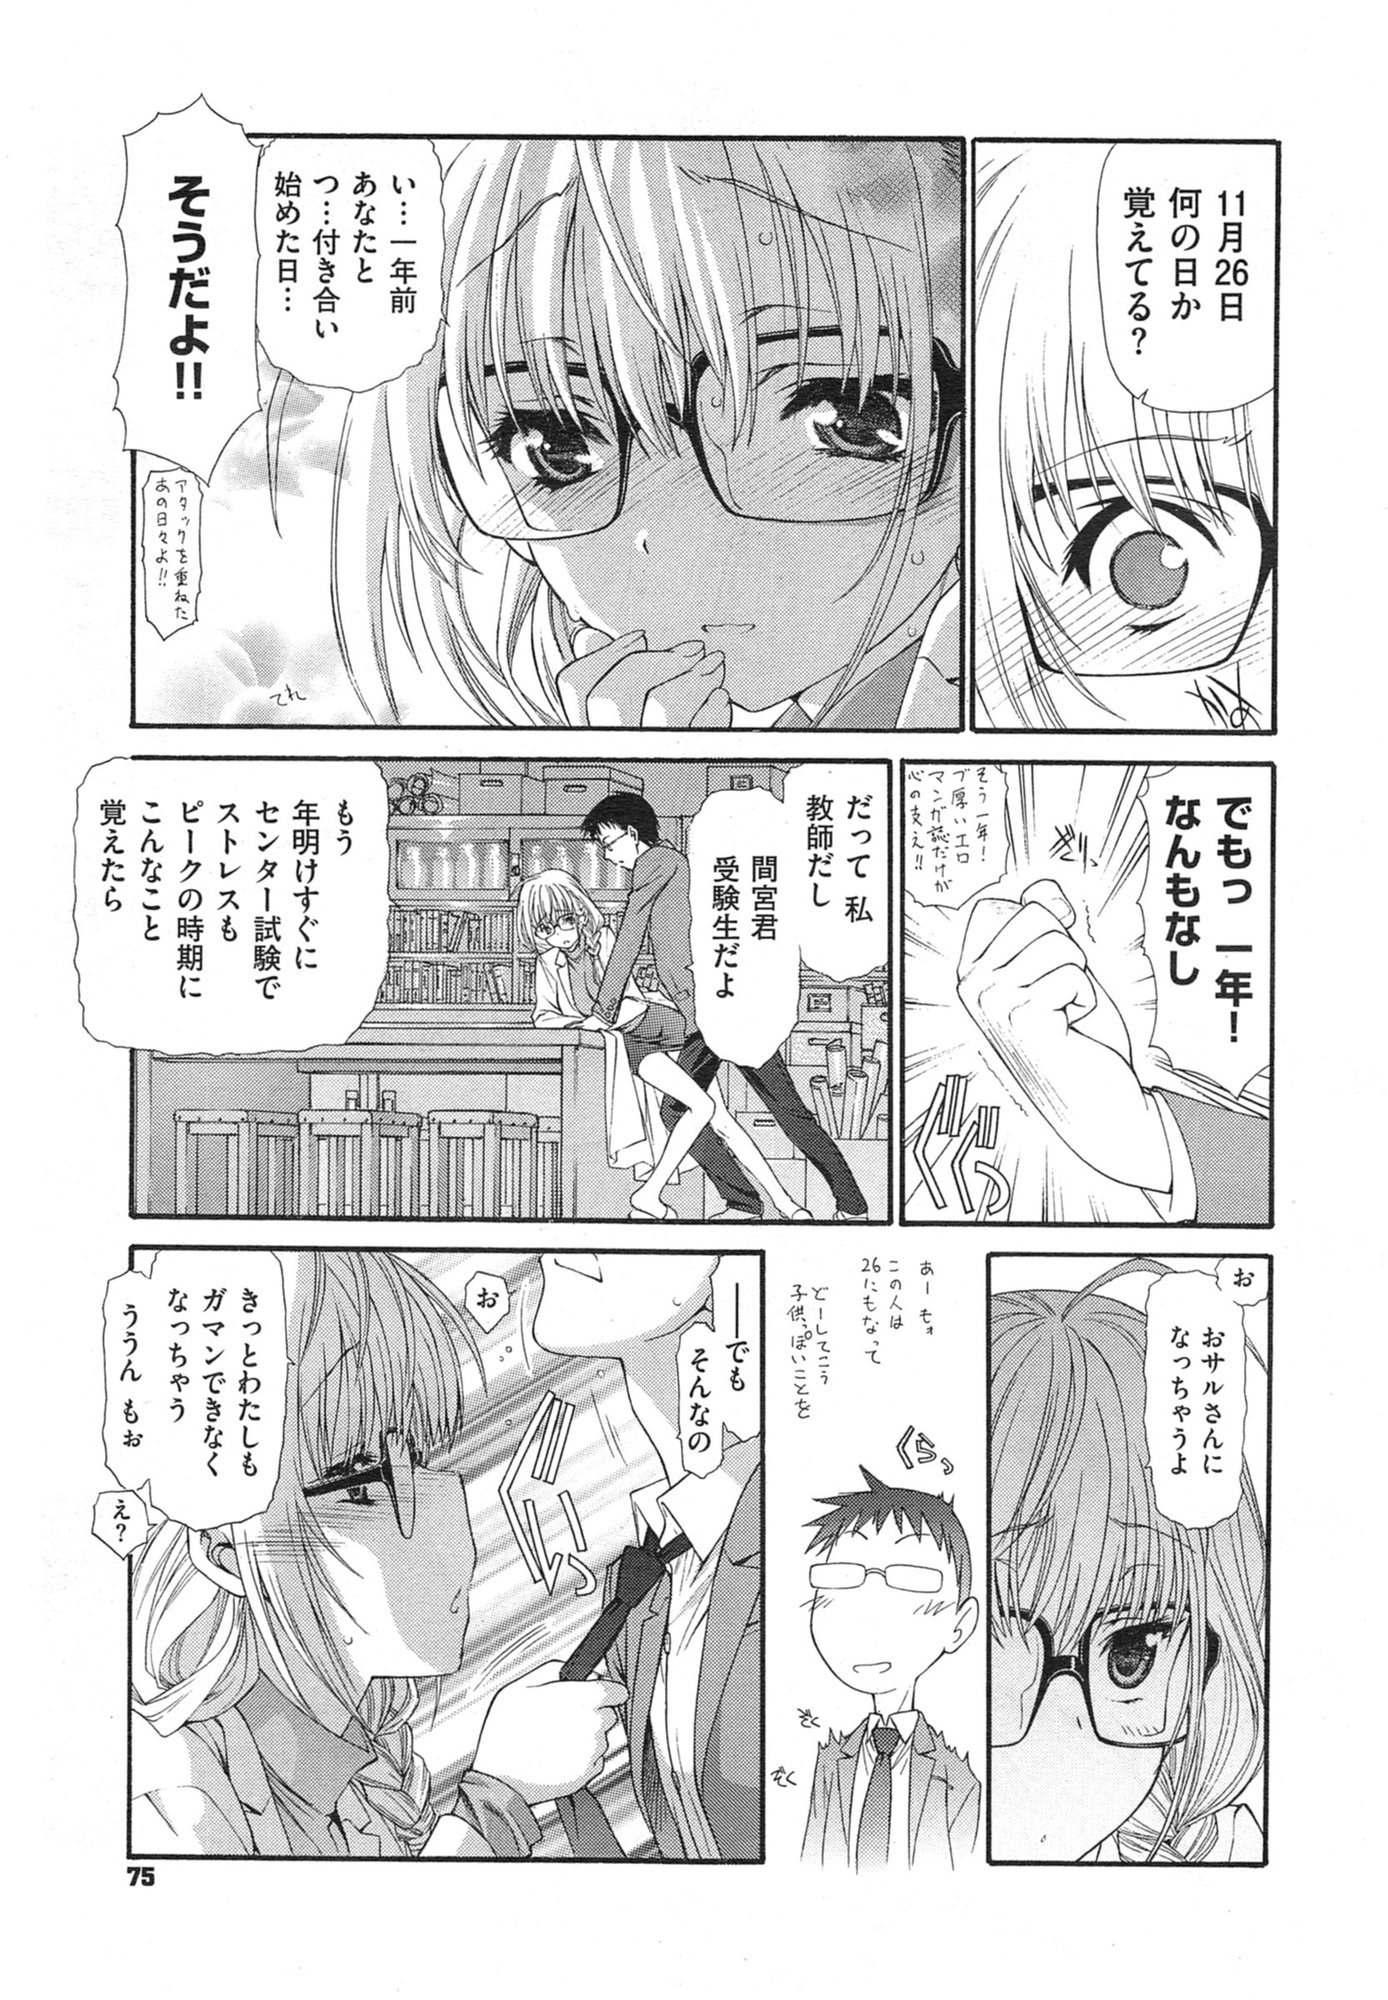 11月26日
何の日か
覚えてる?
い…一年前
あなたと
つ…付き合い
始めた日…
そうだよ!!
アタックを重ねた
あの日々よ!!
てれ
でもっ 一年!
なんもなし
そう一年!
ブ厚いエロ
マンガ誌だけが
心の支え!!
ぐぐっ
だって 私
教師だし
間宮君
受験生だよ
もう
年明けすぐに
センター試験で
ストレスも
ピークの時期に
こんなこと
覚えたら
お
おサルさんに
なっちゃうよ
あーもォ
この人は
26にもなって
どーしてこう
子供っぽいことを
くらっ
ぞく
ぞく
──でも
そんなの
お
ぐいっ
きっとわたしも
ガマンできなく
なっちゃう
ううん もぉ
え?
75